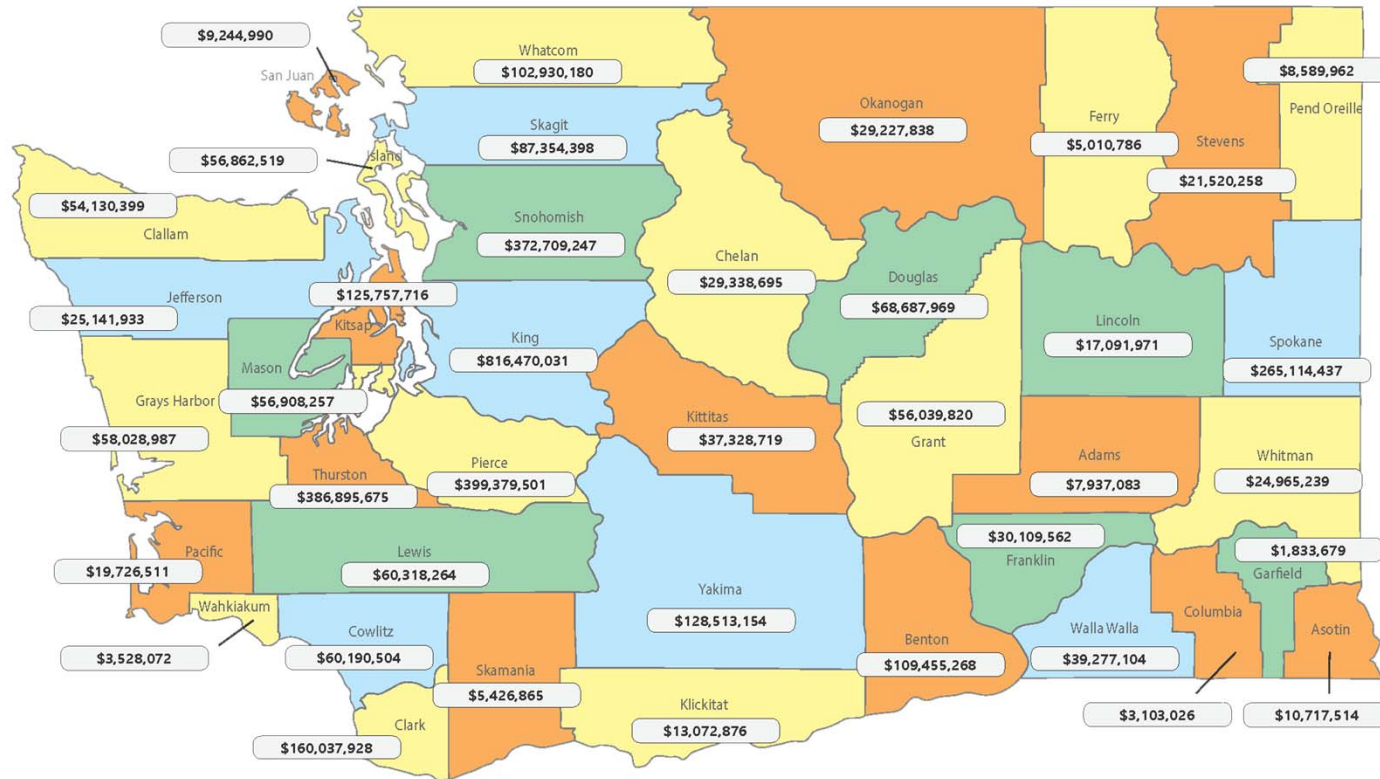 $9,244,990
San Juan
Whatcom
$102,930,180
Skagit
$87,354,398
$56,862,519
Island
Okanogan
$29,227,838
Ferry
$5,010,786
Stevens
$21,520,258
$8,589,962
Pend Oreille
$54,130,399
Clallam
Snohomish
$372,709,247
Chelan
$29,338,695
Douglas
$68,687,969
Jefferson
$25,141,933
$125,757,716
Kitsap
King
$816,470,031
Lincoln
$17,091,971
Spokane
$265,114,437
Mason
$56,908,257
Grays Harbor
$58,028,987
Kittitas
$37,328,719
$56,039,820
Grant
Adams
$7,937,083
Whitman
$24,965,239
Thurston
$386,895,675
Pierce
$399,379,501
Pacific
$19,726,511
Lewis
$60,318,264
Yakima
$128,513,154
$30,109,562
Franklin
$1,833,679
Garfield
Wahkiakum
$3,528,072
Cowlitz
$60,190,504
Skamania
$5,426,865
Benton
$109,455,268
Walla Walla
$39,277,104
Columbia
$3,103,026
Asotin
$10,717,514
Clark
$160,037,928
Klickitat
$13,072,876